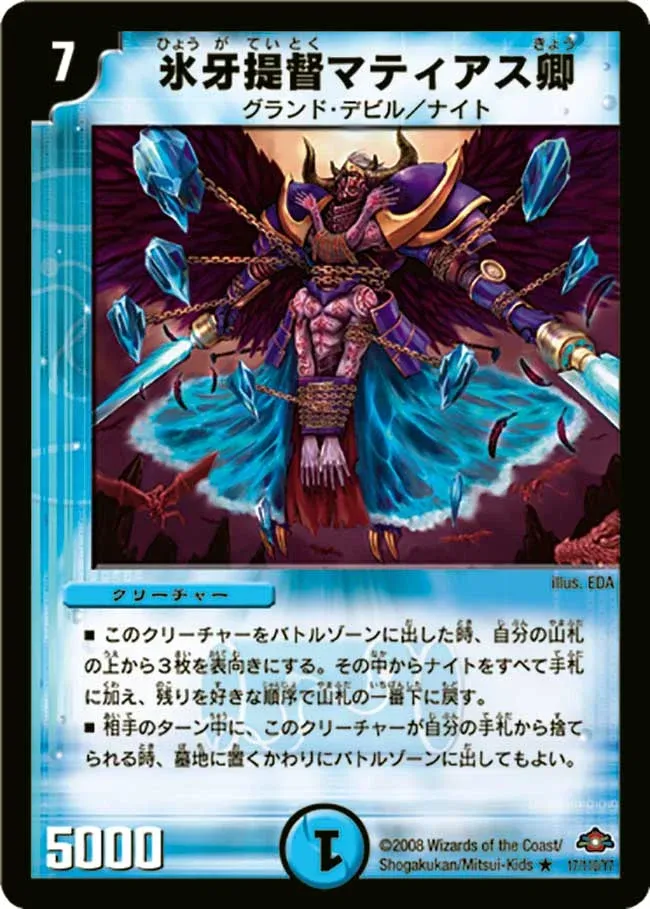 7
ひょうがていとく きょう
氷牙提督マティアス卿
グランド・デビル／ナイト
illus. EDA
クリーチャー
■ このクリーチャーをバトルゾーンに出した時、自分の山札
の上から3枚を表向きにする。その中からナイトをすべて手札
に加え、残りを好きな順序で山札の一番下に戻す。
■ 相手のターン中に、このクリーチャーが自分の手札から捨て
られる時、墓地に置くかわりにバトルゾーンに出してもよい。
5000
1
©2008 Wizards of the Coast/
Shogakukan/Mitsui-Kids ★ 17/110/Y7